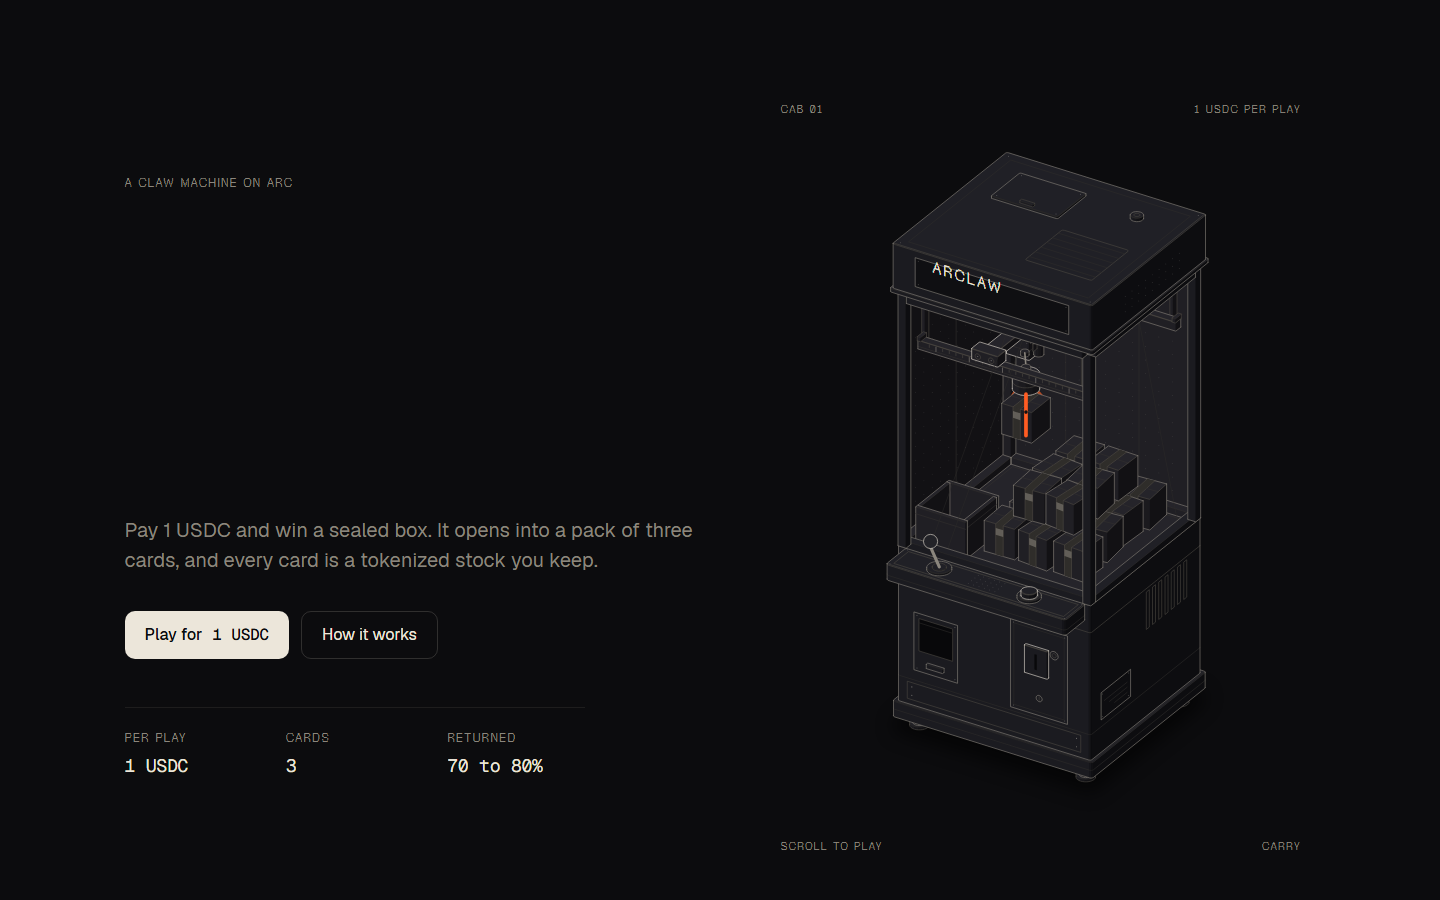 CAB 01
1 USDC PER PLAY
A CLAW MACHINE ON ARC
ARCLAW
Pay 1 USDC and win a sealed box. It opens into a pack of three
cards, and every card is a tokenized stock you keep.
Play for 1 USDC
How it works
PER PLAY
CARDS
RETURNED
1 USDC
3
70 to 80%
SCROLL TO PLAY
CARRY